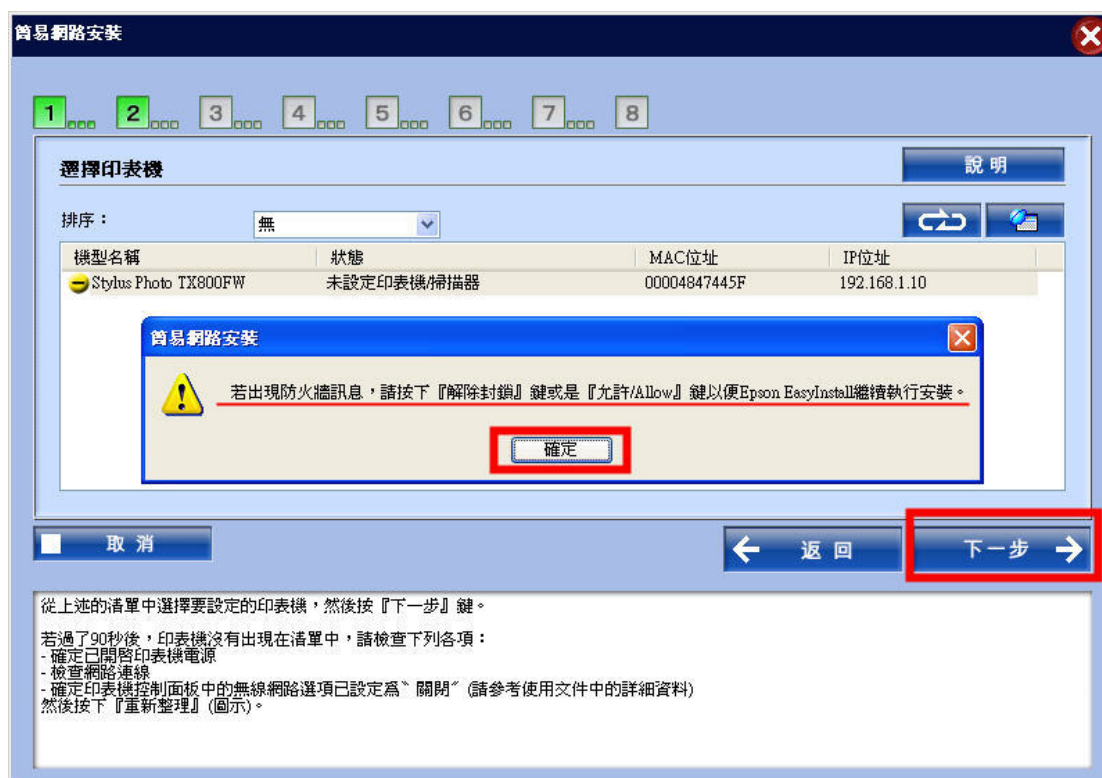 簡易網路安裝
1 2 3 4 5 6 7 8
選擇印表機
說明
排序：
無
機型名稱 狀態 MAC位址 IP位址
Stylus Photo TX800FW 未設定印表機/掃描器 00004847445F 192.168.1.10
簡易網路安裝
若出現防火牆訊息，請按下『解除封鎖』鍵或是『允許/Allow』鍵以便Epson EasyInstall繼續執行安裝。
確定
取消
返回
下一步
從上述的清單中選擇要設定的印表機，然後按『下一步』鍵。
若過了90秒後，印表機沒有出現在清單中，請檢查下列各項：
- 確定已開啓印表機電源
- 檢查網路連線
- 確定印表機控制面板中的無線網路選項已設定爲〝關閉〞(請參考使用文件中的詳細資料)
然後按下『重新整理』(圖示)。